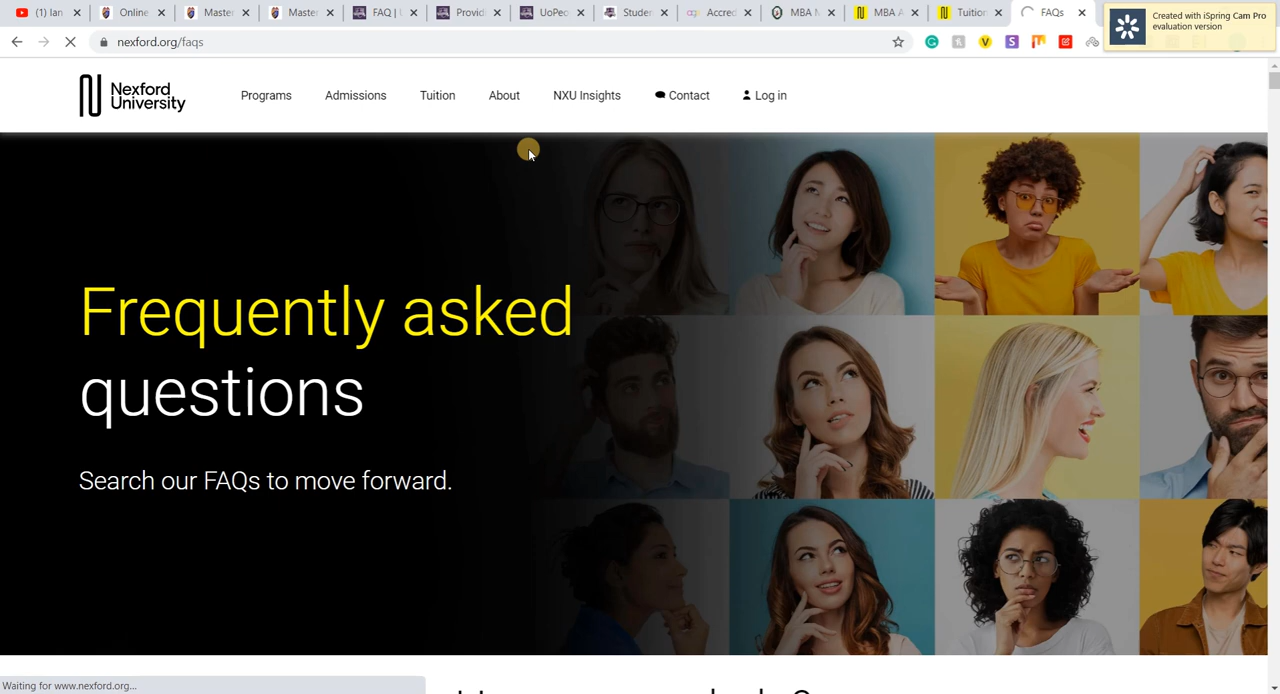 (1) Ian
Online
Master
Master
FAQ | U
Provid
UoPeo
Studen
Accred
MBA N
MBA A
Tuition
FAQs
Created with iSpring Cam Pro
evaluation version
nexford.org/faqs
Nexford
University
Programs
Admissions
Tuition
About
NXU Insights
Contact
Log in
Frequently asked
questions
Search our FAQs to move forward.
Waiting for www.nexford.org...